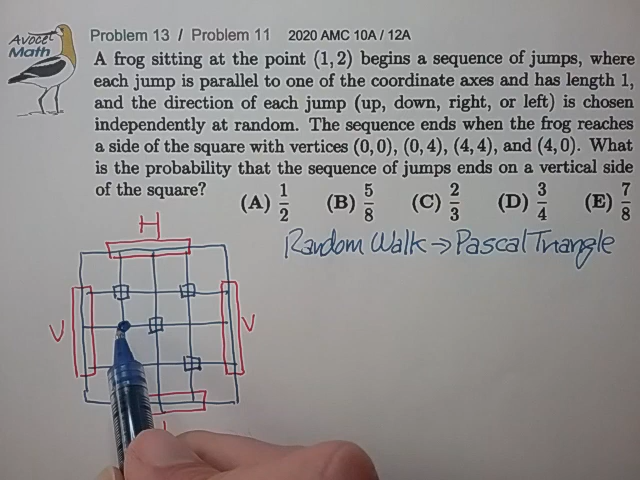 Avocet Math
Problem 13 / Problem 11 2020 AMC 10A / 12A
A frog sitting at the point (1, 2) begins a sequence of jumps, where
each jump is parallel to one of the coordinate axes and has length 1,
and the direction of each jump (up, down, right, or left) is chosen
independently at random. The sequence ends when the frog reaches
a side of the square with vertices (0, 0), (0, 4), (4, 4), and (4, 0). What
is the probability that the sequence of jumps ends on a vertical side
of the square? (A) 1/2 (B) 5/8 (C) 2/3 (D) 3/4 (E) 7/8
Random Walk → Pascal Triangle
H
V V